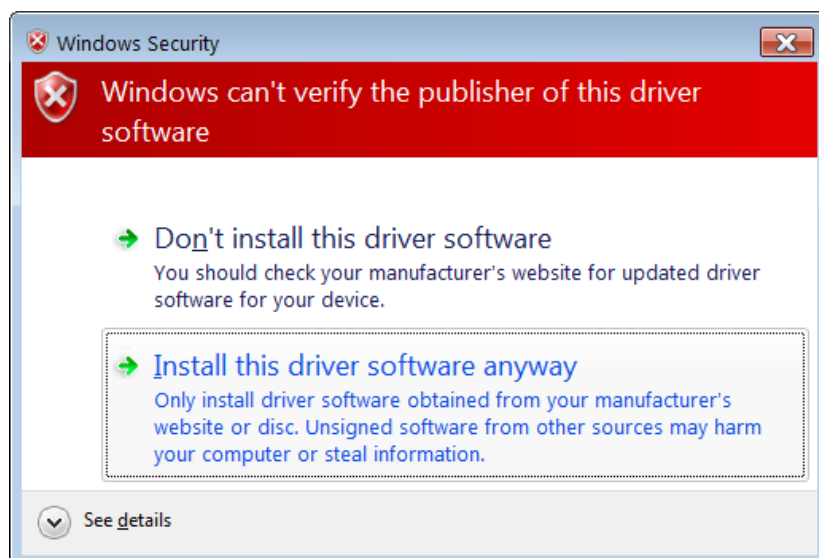 Windows Security
Windows can't verify the publisher of this driver
software
Don't install this driver software
You should check your manufacturer's website for updated driver
software for your device.
Install this driver software anyway
Only install driver software obtained from your manufacturer's
website or disc. Unsigned software from other sources may harm
your computer or steal information.
See details